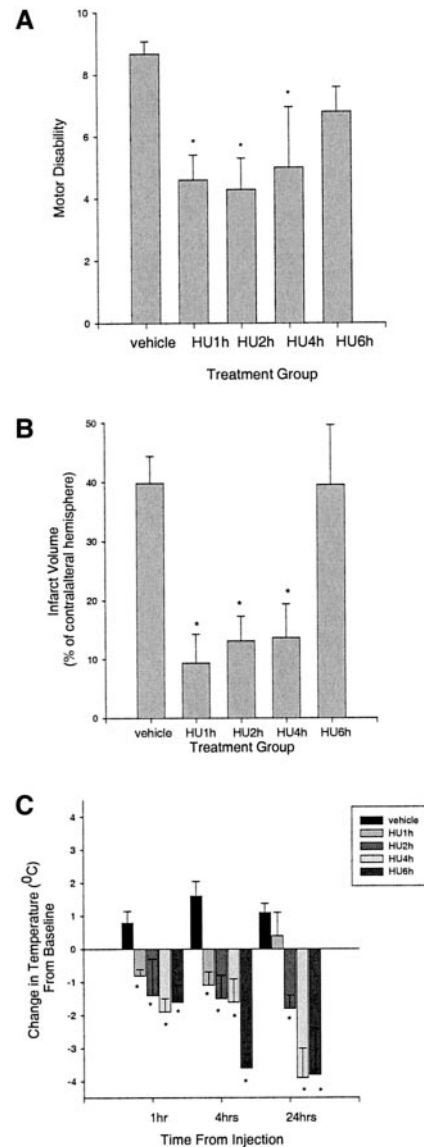 A
10
8
6
4
2
0
Motor Disability
*
*
*
vehicle HU1h HU2h HU4h HU6h
Treatment Group
B
50
40
30
20
10
0
Infarct Volume
(% of contralalteral hemisphere)
*
*
*
vehicle HU1h HU2h HU4h HU6h
Treatment Group
C
vehicle
HU1h
HU2h
HU4h
HU6h
4
3
2
1
0
-1
-2
-3
-4
Change in Temperature (⁰C)
From Baseline
* * * *
* * * *
* * *
1hr 4hrs 24hrs
Time From Injection